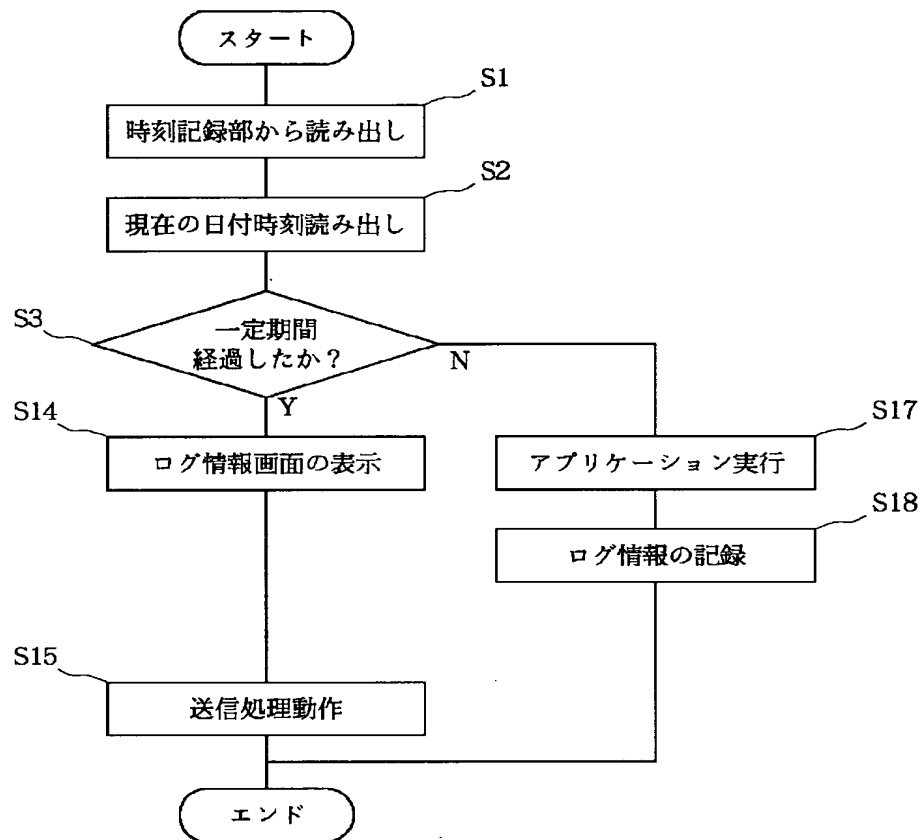 スタート
S1
時刻記録部から読み出し
S2
現在の日付時刻読み出し
S3
一定期間
経過したか？
N
Y
S14
ログ情報画面の表示
S17
アプリケーション実行
S18
ログ情報の記録
S15
送信処理動作
エンド